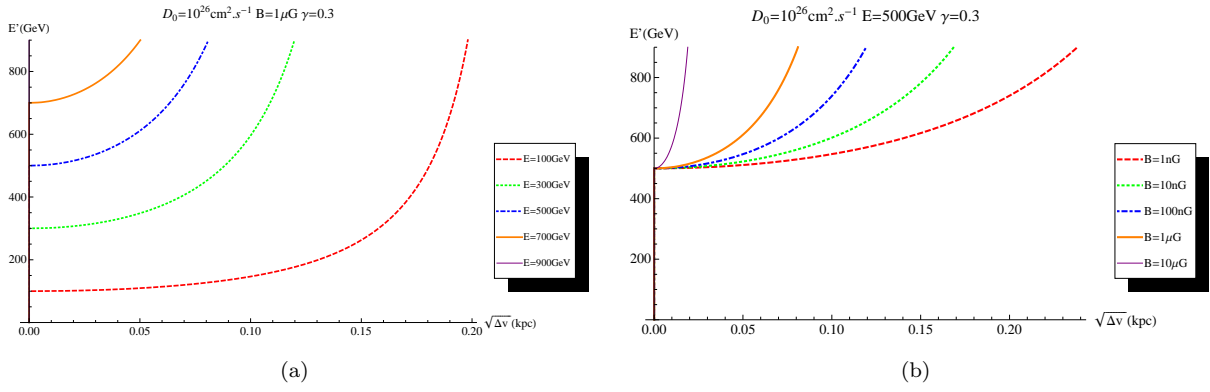 D₀=10²⁶cm².s⁻¹ B=1μG γ=0.3
E'(GeV)
800
600
400
200
0.00 0.05 0.10 0.15 0.20
√Δv (kpc)
E=100GeV
E=300GeV
E=500GeV
E=700GeV
E=900GeV
(a)
D₀=10²⁶cm².s⁻¹ E=500GeV γ=0.3
E'(GeV)
800
600
400
200
0.00 0.05 0.10 0.15 0.20
√Δv (kpc)
B=1nG
B=10nG
B=100nG
B=1μG
B=10μG
(b)